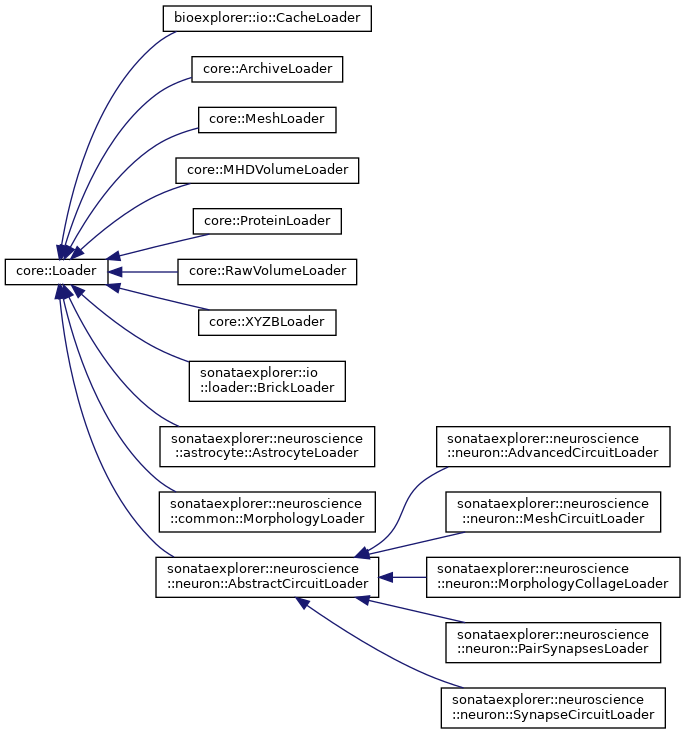 bioexplorer::io::CacheLoader
core::ArchiveLoader
core::MeshLoader
core::MHDVolumeLoader
core::ProteinLoader
core::Loader
core::RawVolumeLoader
core::XYZBLoader
sonataexplorer::io
::loader::BrickLoader
sonataexplorer::neuroscience
::astrocyte::AstrocyteLoader
sonataexplorer::neuroscience
::common::MorphologyLoader
sonataexplorer::neuroscience
::neuron::AbstractCircuitLoader
sonataexplorer::neuroscience
::neuron::AdvancedCircuitLoader
sonataexplorer::neuroscience
::neuron::MeshCircuitLoader
sonataexplorer::neuroscience
::neuron::MorphologyCollageLoader
sonataexplorer::neuroscience
::neuron::PairSynapsesLoader
sonataexplorer::neuroscience
::neuron::SynapseCircuitLoader